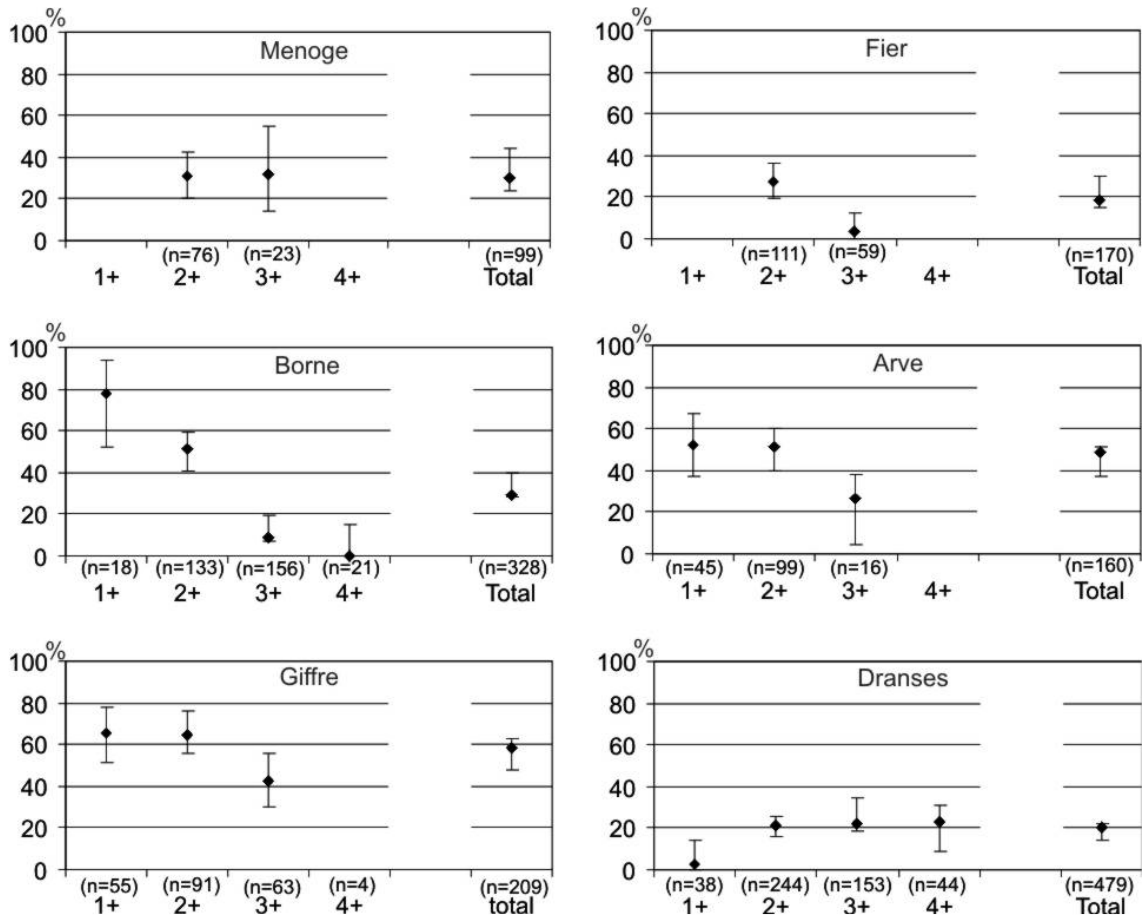 %
100
Menoge
80
60
40
20
0
(n=76) (n=23) (n=99)
1+ 2+ 3+ 4+ Total
%
100
Fier
80
60
40
20
0
(n=111) (n=59) (n=170)
1+ 2+ 3+ 4+ Total
%
100
Borne
80
60
40
20
0
(n=18) (n=133) (n=156) (n=21) (n=328)
1+ 2+ 3+ 4+ Total
%
100
Arve
80
60
40
20
0
(n=45) (n=99) (n=16) (n=160)
1+ 2+ 3+ 4+ Total
%
100
Giffre
80
60
40
20
0
(n=55) (n=91) (n=63) (n=4) (n=209)
1+ 2+ 3+ 4+ total
%
100
Dranses
80
60
40
20
0
(n=38) (n=244) (n=153) (n=44) (n=479)
1+ 2+ 3+ 4+ Total